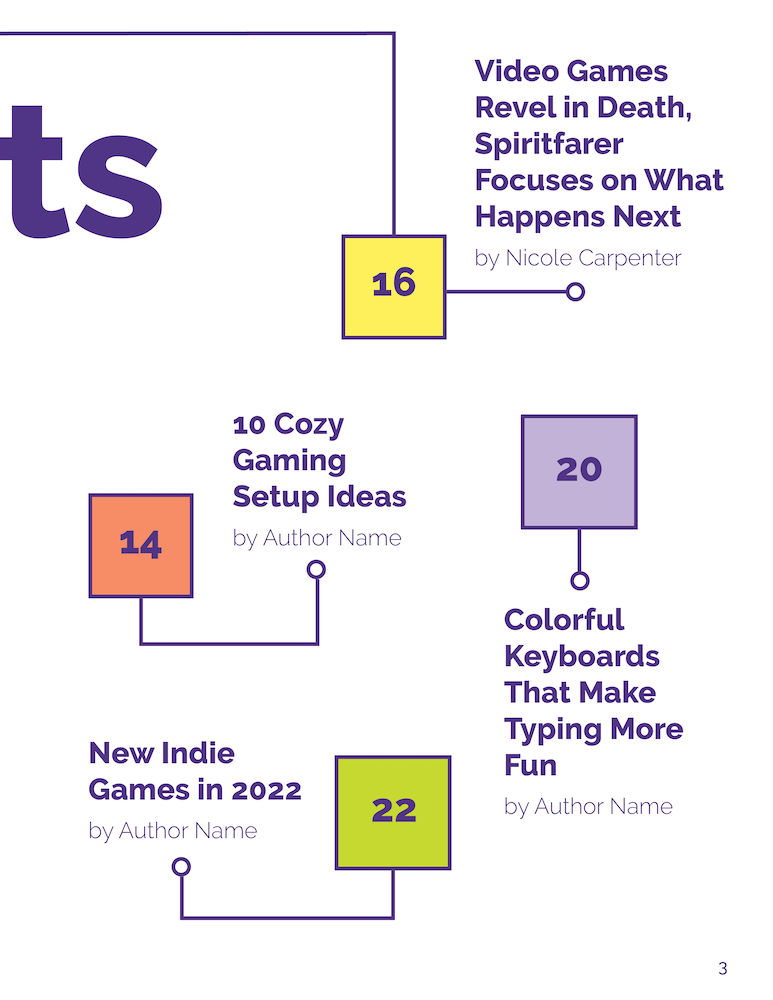 ts
Video Games
Revel in Death,
Spiritfarer
Focuses on What
Happens Next
by Nicole Carpenter
16
10 Cozy
Gaming
Setup Ideas
by Author Name
14
20
Colorful
Keyboards
That Make
Typing More
Fun
by Author Name
New Indie
Games in 2022
by Author Name
22
3